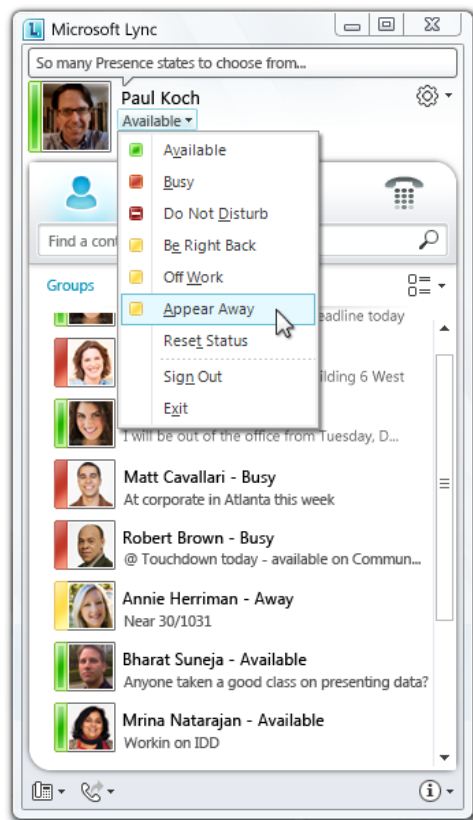 Microsoft Lync
So many Presence states to choose from...
Paul Koch
Available
Available
Busy
Do Not Disturb
Be Right Back
Off Work
Appear Away
Reset Status
Sign Out
Exit
Find a con
Groups
eadline today
ilding 6 West
I will be out of the office from Tuesday, D...
Matt Cavallari - Busy
At corporate in Atlanta this week
Robert Brown - Busy
@ Touchdown today - available on Commun...
Annie Herriman - Away
Near 30/1031
Bharat Suneja - Available
Anyone taken a good class on presenting data?
Mrina Natarajan - Available
Workin on IDD